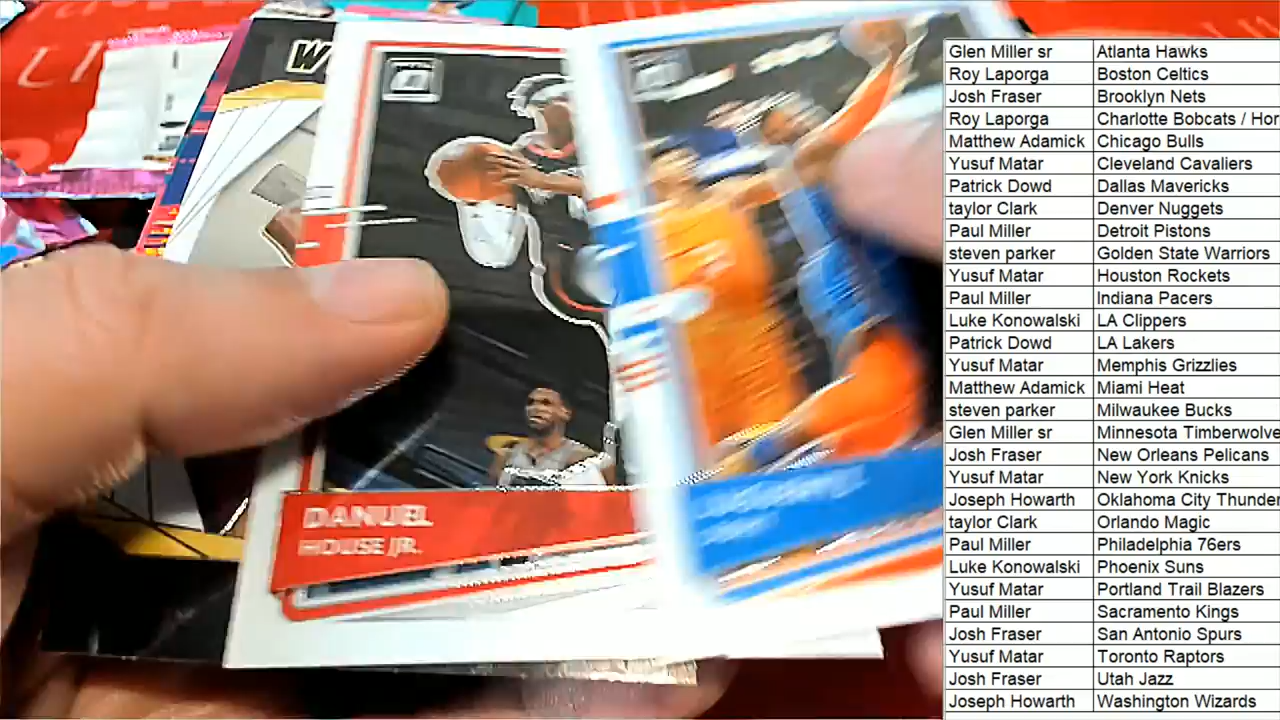 W
DANUEL
HOUSE JR.
Glen Miller sr Atlanta Hawks
Roy Laporga Boston Celtics
Josh Fraser Brooklyn Nets
Roy Laporga Charlotte Bobcats / Hor
Matthew Adamick Chicago Bulls
Yusuf Matar Cleveland Cavaliers
Patrick Dowd Dallas Mavericks
taylor Clark Denver Nuggets
Paul Miller Detroit Pistons
steven parker Golden State Warriors
Yusuf Matar Houston Rockets
Paul Miller Indiana Pacers
Luke Konowalski LA Clippers
Patrick Dowd LA Lakers
Yusuf Matar Memphis Grizzlies
Matthew Adamick Miami Heat
steven parker Milwaukee Bucks
Glen Miller sr Minnesota Timberwolve
Josh Fraser New Orleans Pelicans
Yusuf Matar New York Knicks
Joseph Howarth Oklahoma City Thunder
taylor Clark Orlando Magic
Paul Miller Philadelphia 76ers
Luke Konowalski Phoenix Suns
Yusuf Matar Portland Trail Blazers
Paul Miller Sacramento Kings
Josh Fraser San Antonio Spurs
Yusuf Matar Toronto Raptors
Josh Fraser Utah Jazz
Joseph Howarth Washington Wizards